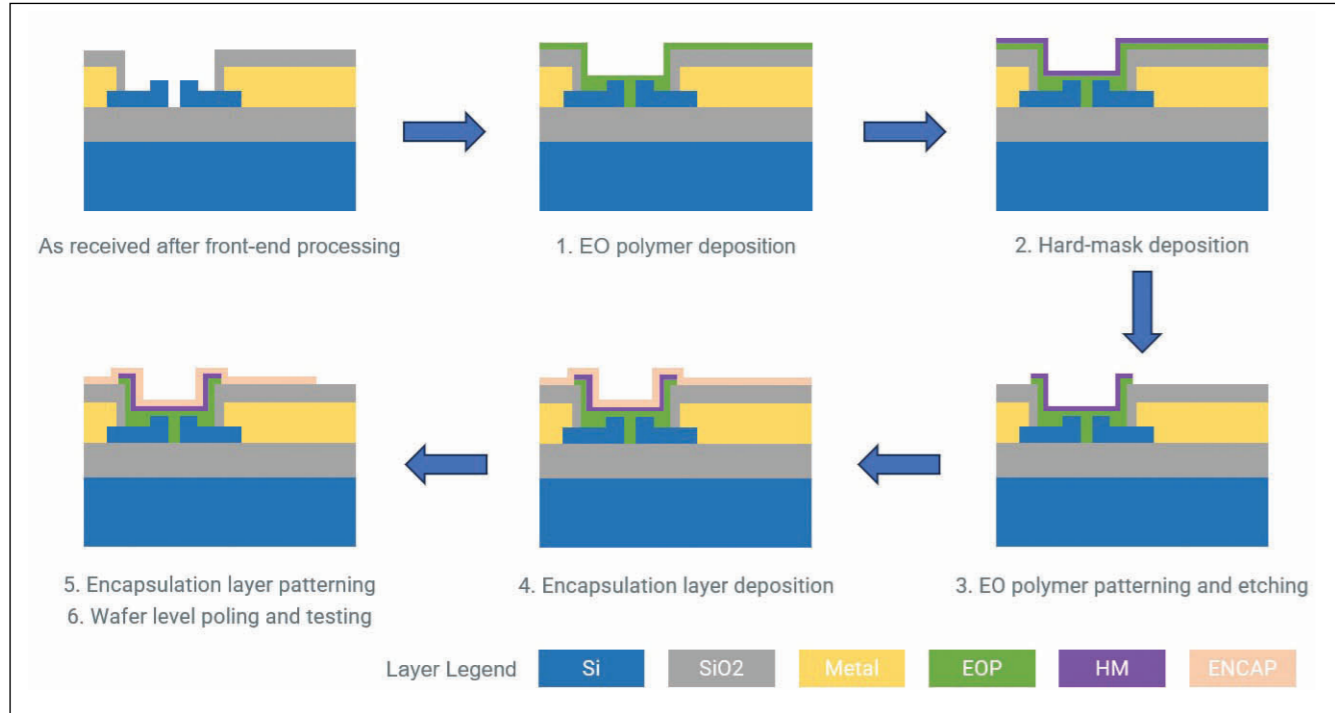 As received after front-end processing
1. EO polymer deposition
2. Hard-mask deposition
5. Encapsulation layer patterning
6. Wafer level poling and testing
4. Encapsulation layer deposition
3. EO polymer patterning and etching
Layer Legend
Si
SiO2
Metal
EOP
HM
ENCAP